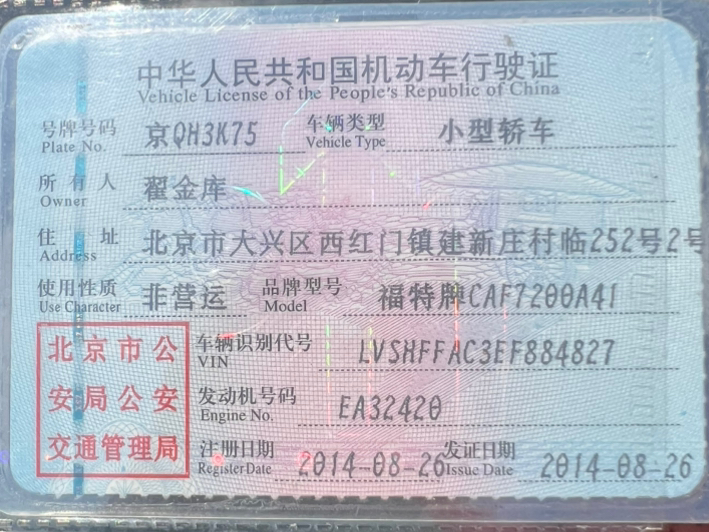 中华人民共和国机动车行驶证
Vehicle License of the People's Republic of China
号牌号码 京QH3K75 车辆类型 小型轿车
Plate No. Vehicle Type
所有人 翟金库
Owner
住址 北京市大兴区西红门镇建新庄村临252号2号
Address
使用性质 非营运 品牌型号 福特牌CAF7200A41
Use Character Model
北京市公安局公安交通管理局
车辆识别代号 LVSHFFAC3EF884827
VIN
发动机号码 EA32420
Engine No.
注册日期 2014-08-26 发证日期 2014-08-26
Register Date Issue Date